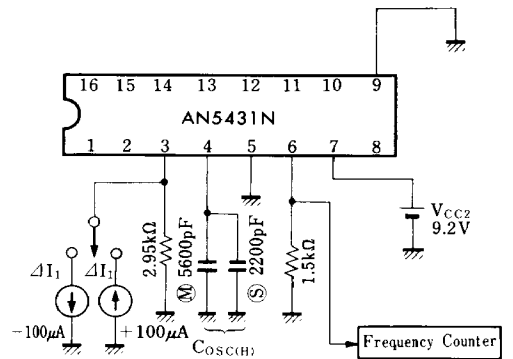 16 15 14 13 12 11 10 9
AN5431N
1 2 3 4 5 6 7 8
2.95kΩ
Ⓜ 5600pF
Ⓢ 2200pF
1.5kΩ
VCC2
9.2V
ΔI1 ΔI1
−100μA +100μA
COSC(H)
Frequency Counter